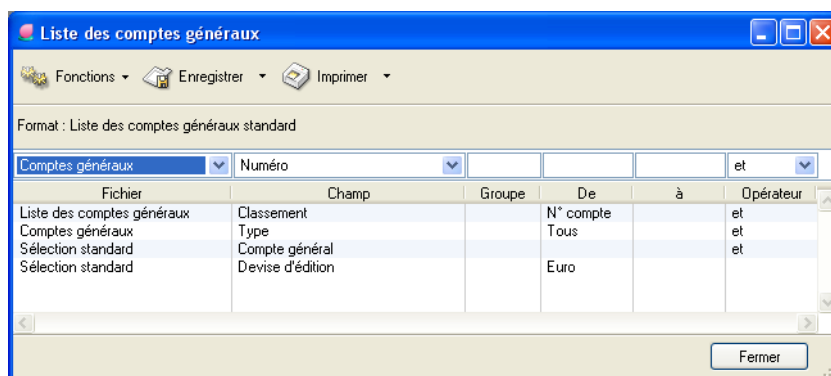 Liste des comptes généraux
Fonctions Enregistrer Imprimer
Format : Liste des comptes généraux standard
Comptes généraux Numéro et
Fichier Champ Groupe De à Opérateur
Liste des comptes généraux Classement N° compte et
Comptes généraux Type Tous et
Sélection standard Compte général et
Sélection standard Devise d'édition Euro
Fermer